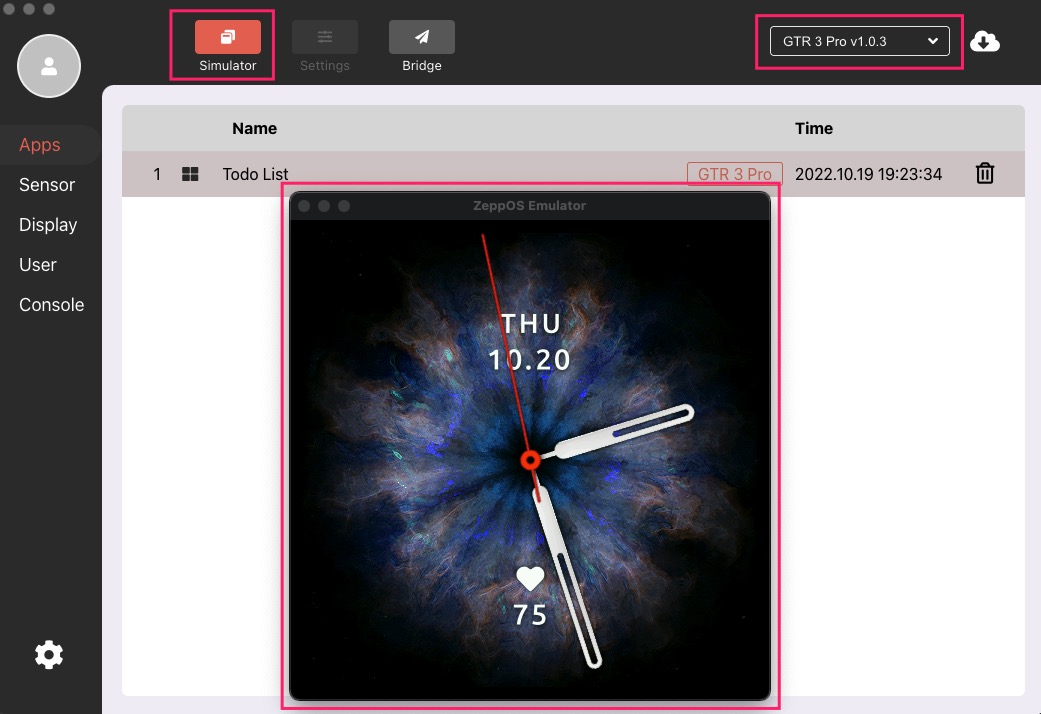 Simulator
Settings
Bridge
GTR 3 Pro v1.0.3
Apps
Sensor
Display
User
Console
Name
Time
1
Todo List
GTR 3 Pro
2022.10.19 19:23:34
ZeppOS Emulator
THU
10.20
75